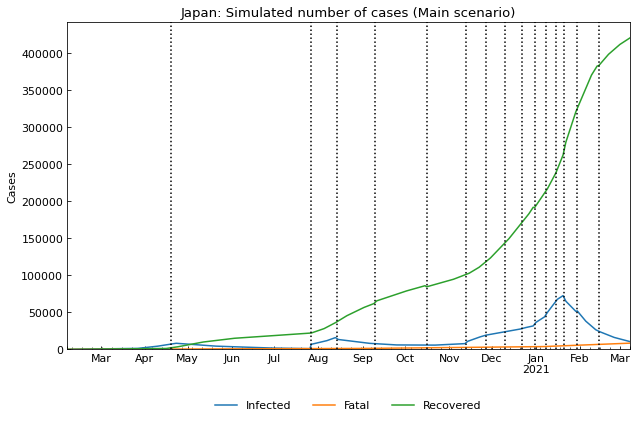 Japan: Simulated number of cases (Main scenario)
Cases
400000
350000
300000
250000
200000
150000
100000
50000
0
Mar Apr May Jun Jul Aug Sep Oct Nov Dec Jan Feb Mar
2021
Infected Fatal Recovered